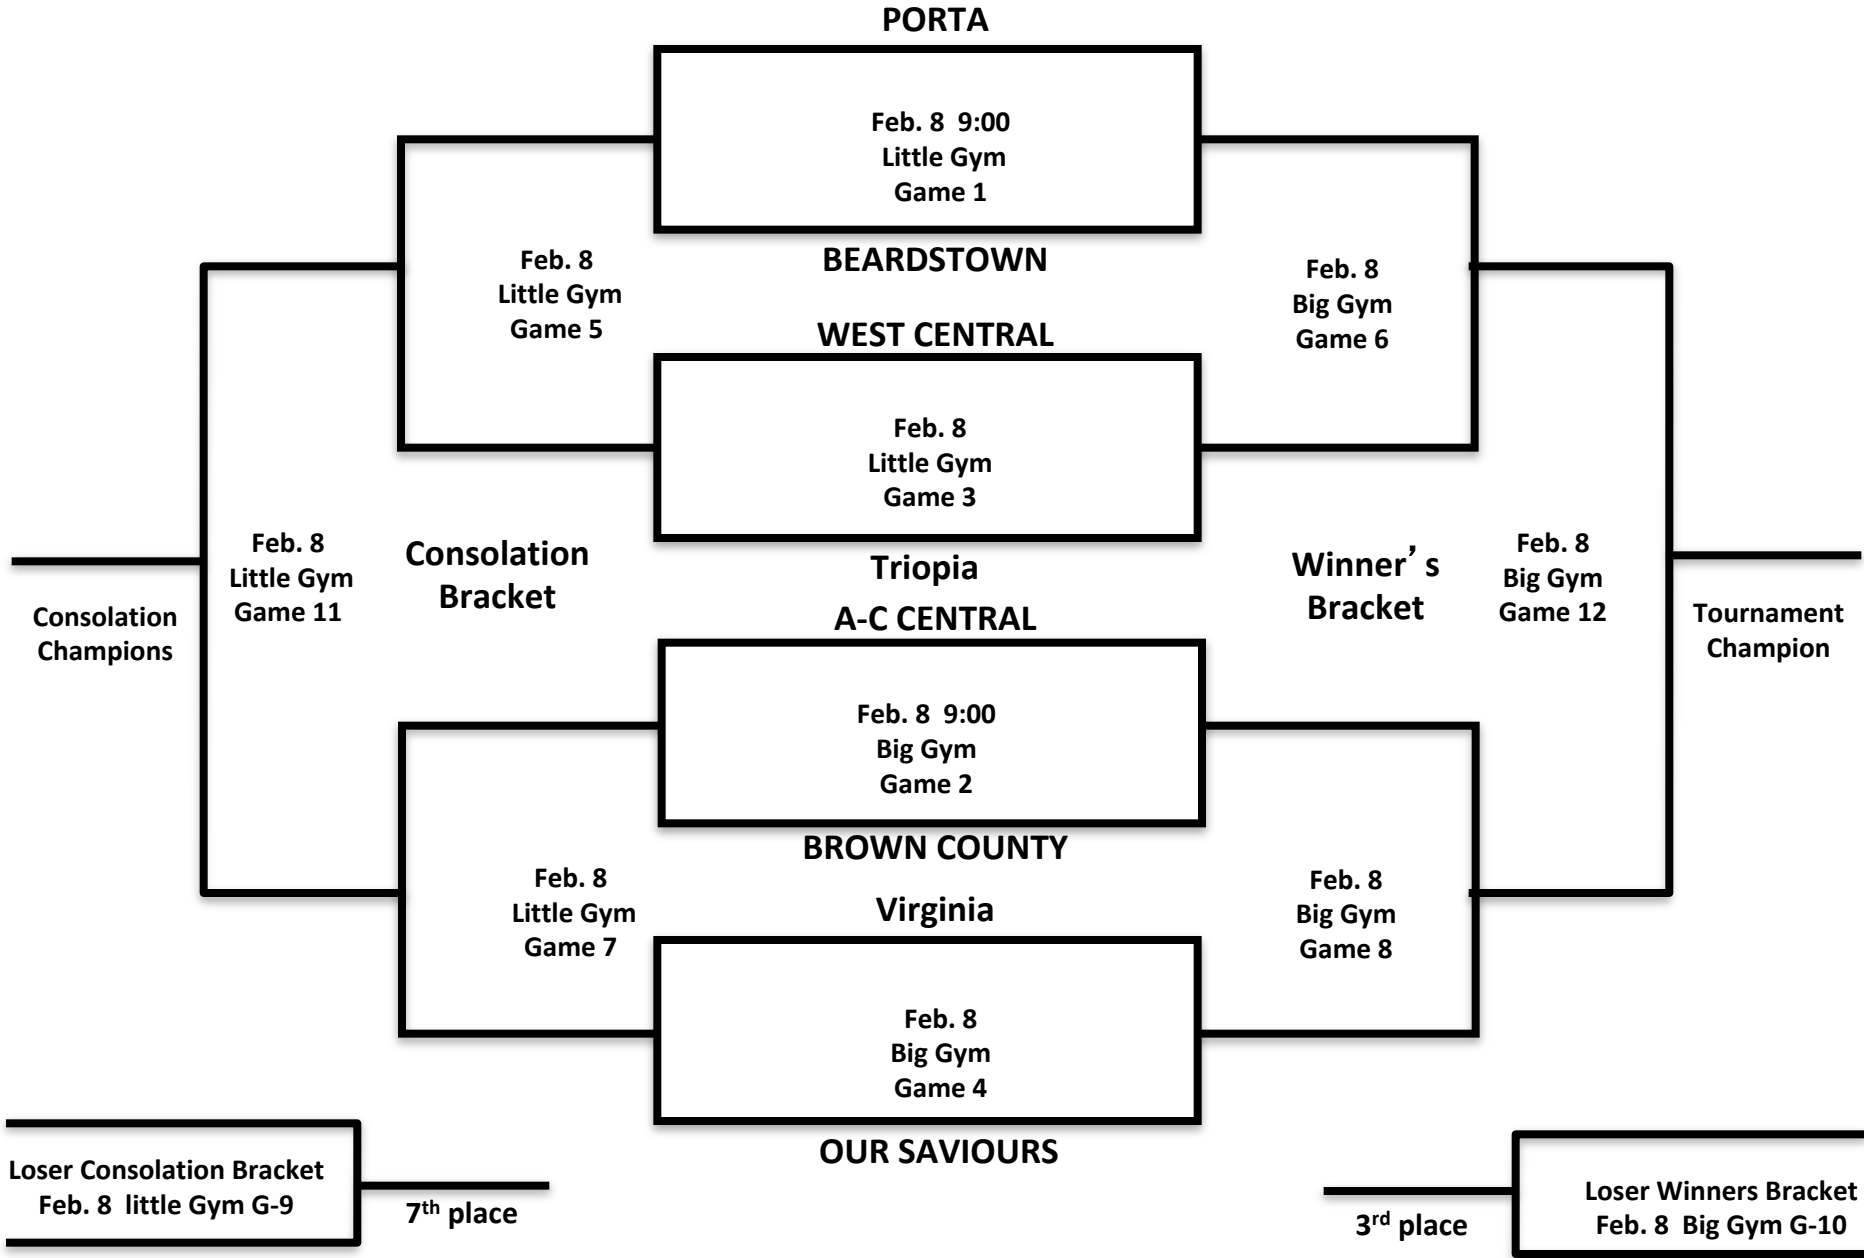 PORTA
Feb. 8  9:00
Little Gym
Game 1
BEARDSTOWN
Feb. 8
Little Gym
Game 5
Feb. 8
Big Gym
Game 6
WEST CENTRAL
Feb. 8
Little Gym
Game 3
Triopia
Feb. 8
Little Gym
Game 11
Consolation
Bracket
Winner’s
Bracket
Feb. 8
Big Gym
Game 12
Consolation
Champions
Tournament
Champion
A-C CENTRAL
Feb. 8  9:00
Big Gym
Game 2
BROWN COUNTY
Feb. 8
Little Gym
Game 7
Feb. 8
Big Gym
Game 8
Virginia
Feb. 8
Big Gym
Game 4
OUR SAVIOURS
Loser Consolation Bracket
Feb. 8  little Gym G-9
7th place
3rd place
Loser Winners Bracket
Feb. 8  Big Gym G-10